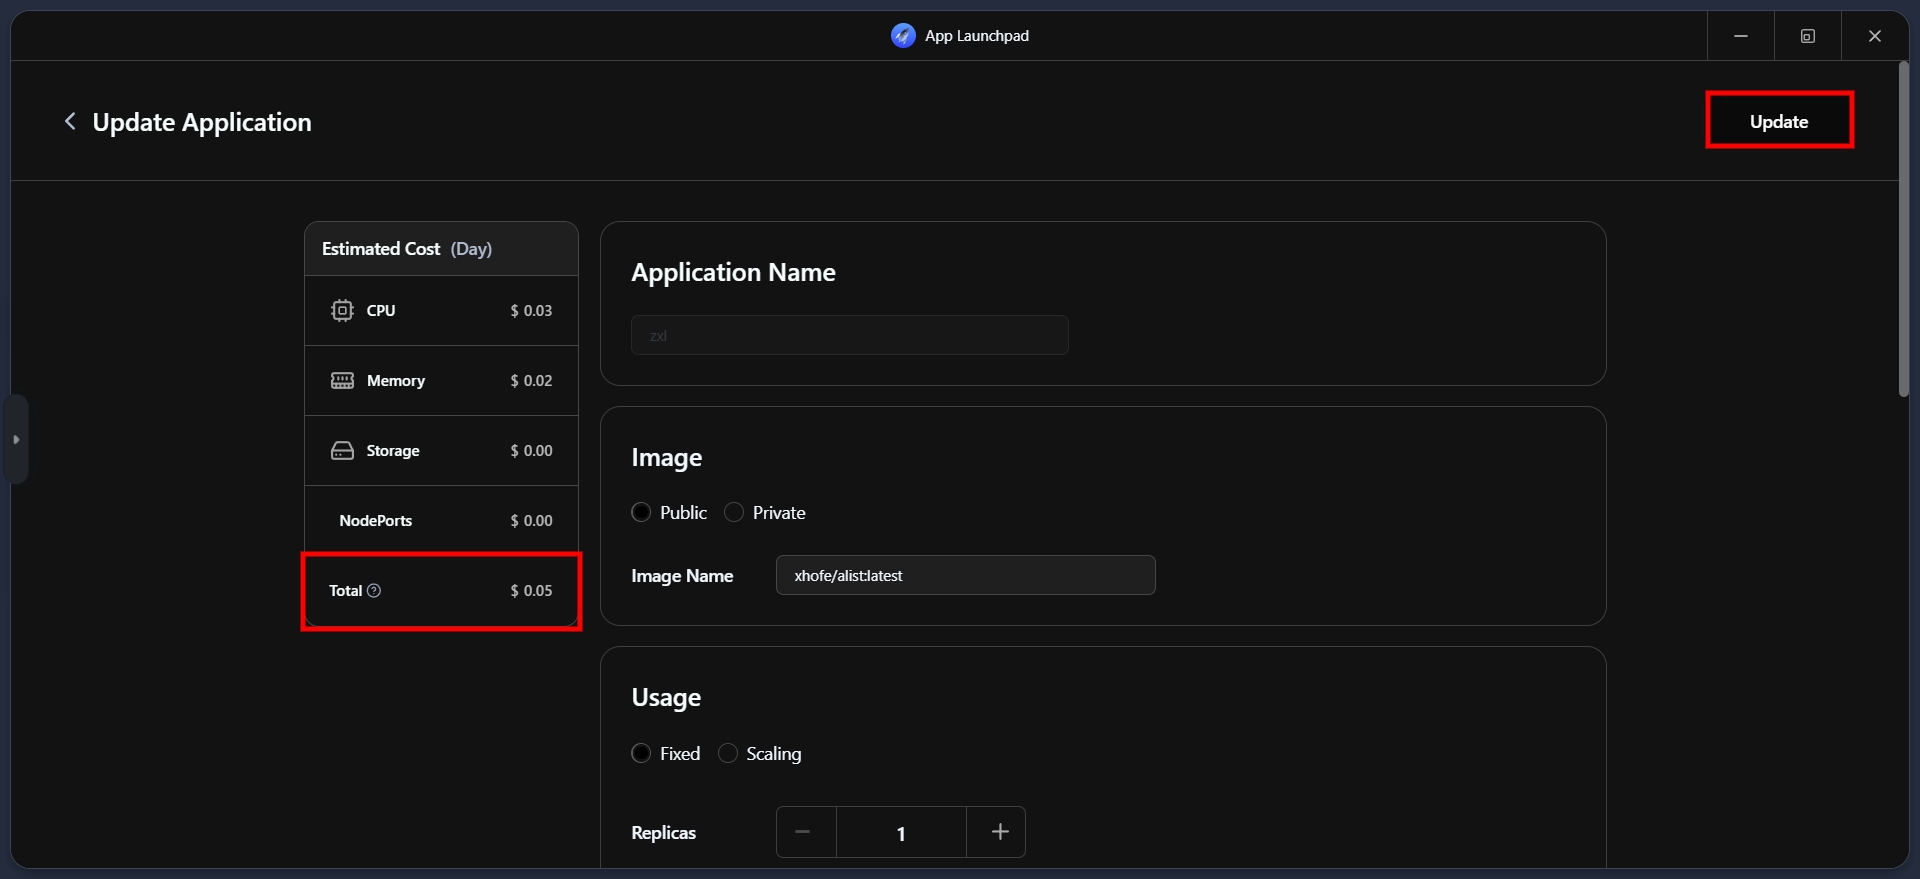 App Launchpad
Update Application
Update
Estimated Cost (Day)
CPU $ 0.03
Memory $ 0.02
Storage $ 0.00
NodePorts $ 0.00
Total $ 0.05
Application Name
zxl
Image
Public Private
Image Name xhofe/alist:latest
Usage
Fixed Scaling
Replicas 1